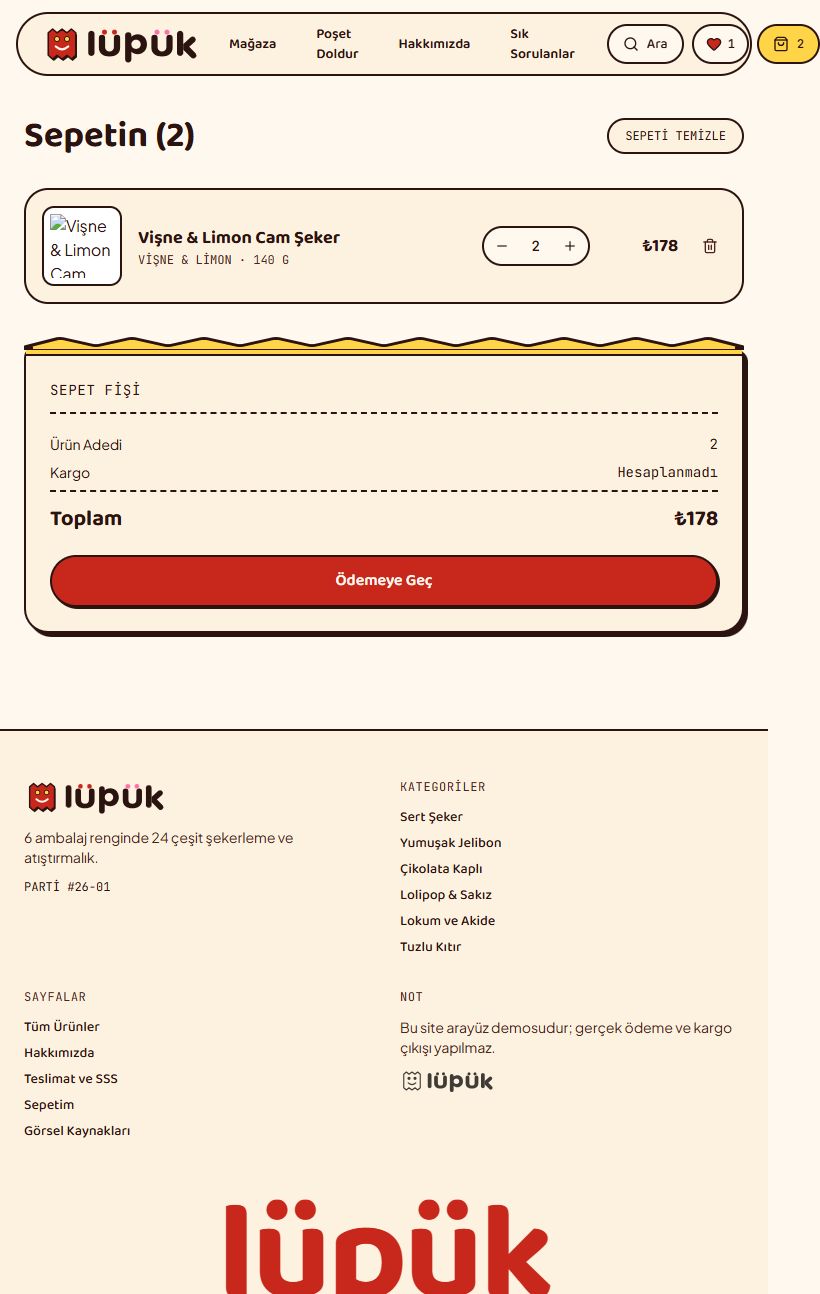 lüpük
Mağaza
Poşet
Doldur
Hakkımızda
Sık
Sorulanlar
Ara
1
2
Sepetin (2)
SEPETİ TEMİZLE
Vişne
& Limon
Cam
Vişne & Limon Cam Şeker
VİŞNE & LİMON · 140 G
2
₺178
SEPET FİŞİ
Ürün Adedi
2
Kargo
Hesaplanmadı
Toplam
₺178
Ödemeye Geç
lüpük
6 ambalaj renginde 24 çeşit şekerleme ve
atıştırmalık.
PARTİ #26-01
KATEGORİLER
Sert Şeker
Yumuşak Jelibon
Çikolata Kaplı
Lolipop & Sakız
Lokum ve Akide
Tuzlu Kıtır
SAYFALAR
Tüm Ürünler
Hakkımızda
Teslimat ve SSS
Sepetim
Görsel Kaynakları
NOT
Bu site arayüz demosudur; gerçek ödeme ve kargo
çıkışı yapılmaz.
lüpük
lüpük